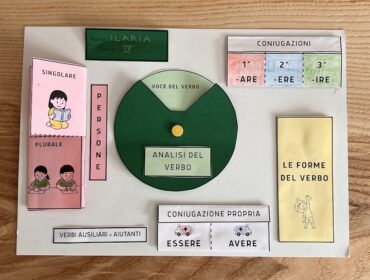 ILARIA
SINGOLARE
PLURALE
PERSONE
VOCE DEL VERBO
ANALISI DEL
VERBO
CONIUGAZIONI
1ª 2ª 3ª
-ARE -ERE -IRE
LE FORME
DEL VERBO
CONIUGAZIONE PROPRIA
ESSERE AVERE
VERBI AUSILIARI = AIUTANTI